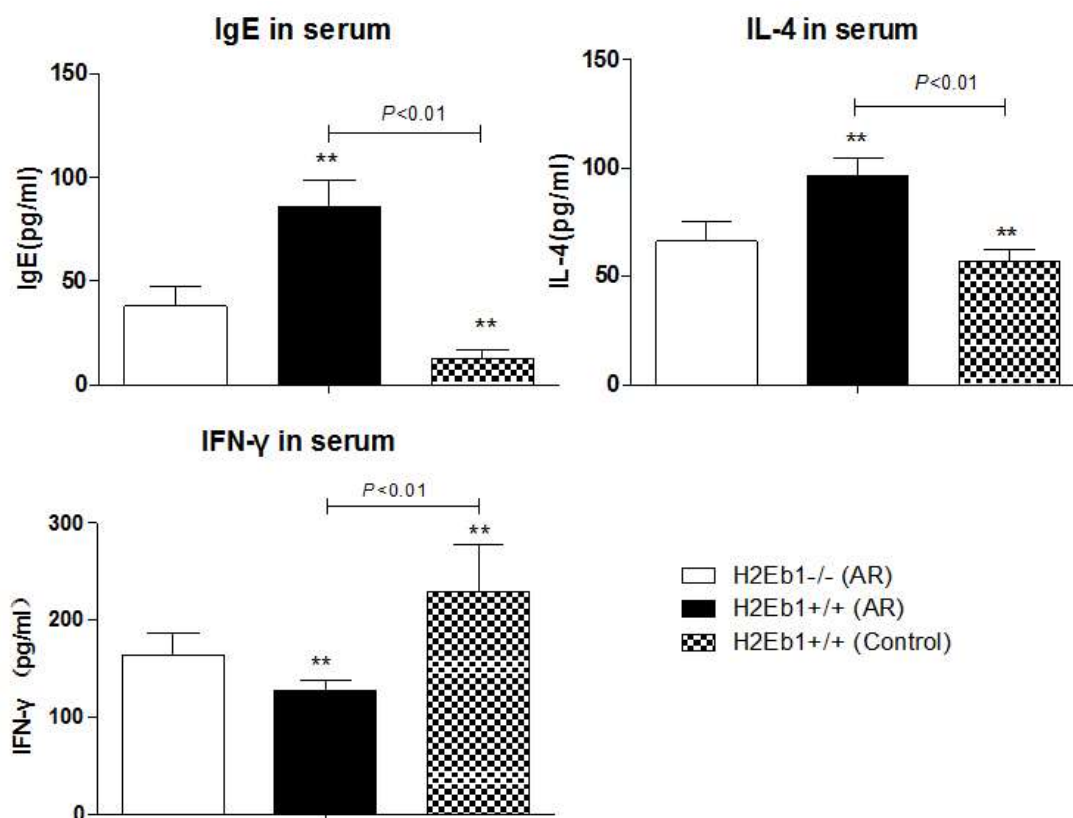 IgE in serum
150
100
50
0
IgE(pg/ml)
P<0.01
**
**
IL-4 in serum
150
100
50
0
IL-4(pg/ml)
P<0.01
**
**
IFN-γ in serum
300
200
100
0
IFN-γ (pg/ml)
P<0.01
**
**
H2Eb1-/- (AR)
H2Eb1+/+ (AR)
H2Eb1+/+ (Control)